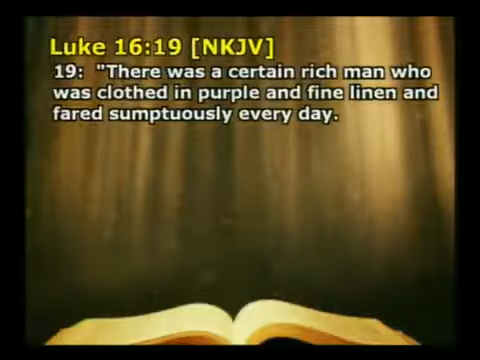 Luke 16:19 [NKJV]
19:  "There was a certain rich man who
was clothed in purple and fine linen and
fared sumptuously every day.